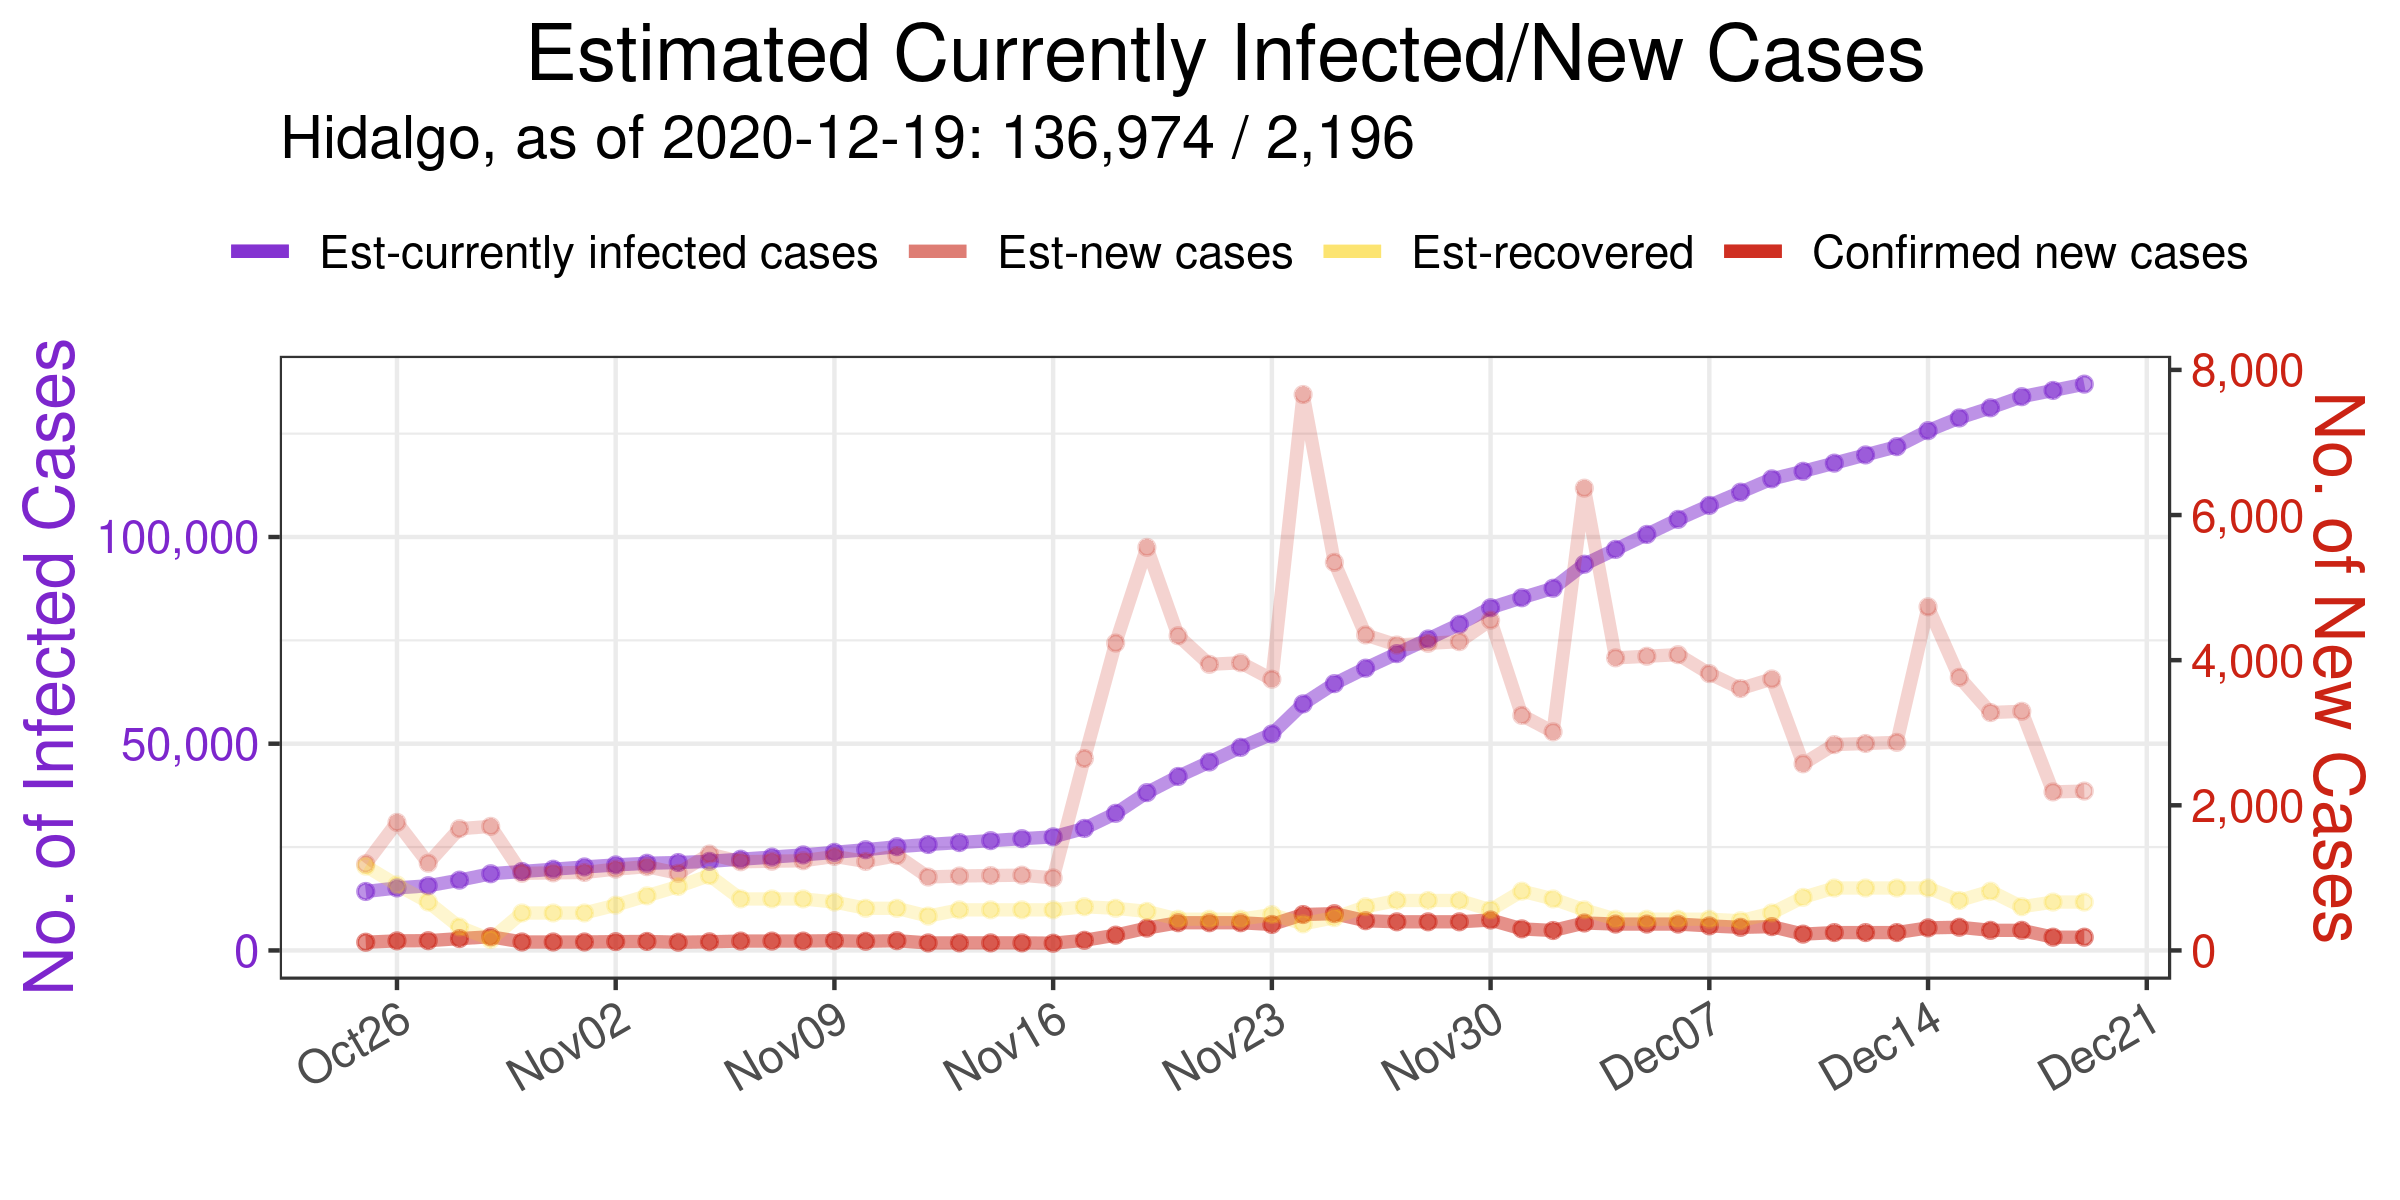 Estimated Currently Infected/New Cases
Hidalgo, as of 2020-12-19: 136,974 / 2,196
Est-currently infected cases
Est-new cases
Est-recovered
Confirmed new cases
No. of Infected Cases
100,000
50,000
0
8,000
6,000
4,000
2,000
0
No. of New Cases
Oct26
Nov02
Nov09
Nov16
Nov23
Nov30
Dec07
Dec14
Dec21